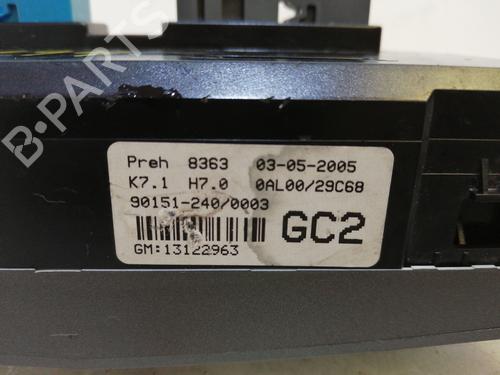 B-PARTS
Preh 8363 03-05-2005
K7.1 H7.0 0AL00/29C68
90151-240/0003
GC2
GM:13122963